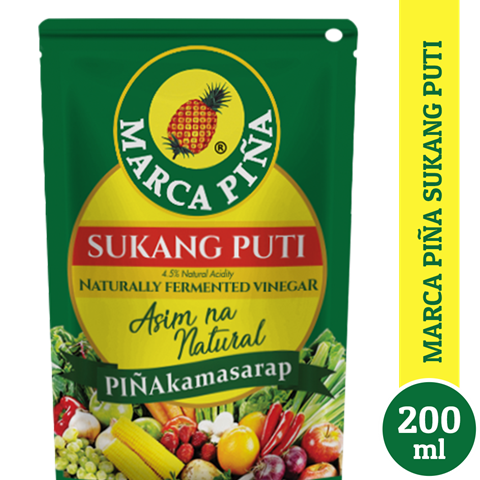 MARCA PIÑA
®
SUKANG PUTI
4.5% Natural Acidity
NATURALLY FERMENTED VINEGAR
Asim na
Natural
PIÑAkamasarap
MARCA PIÑA SUKANG PUTI
200
ml